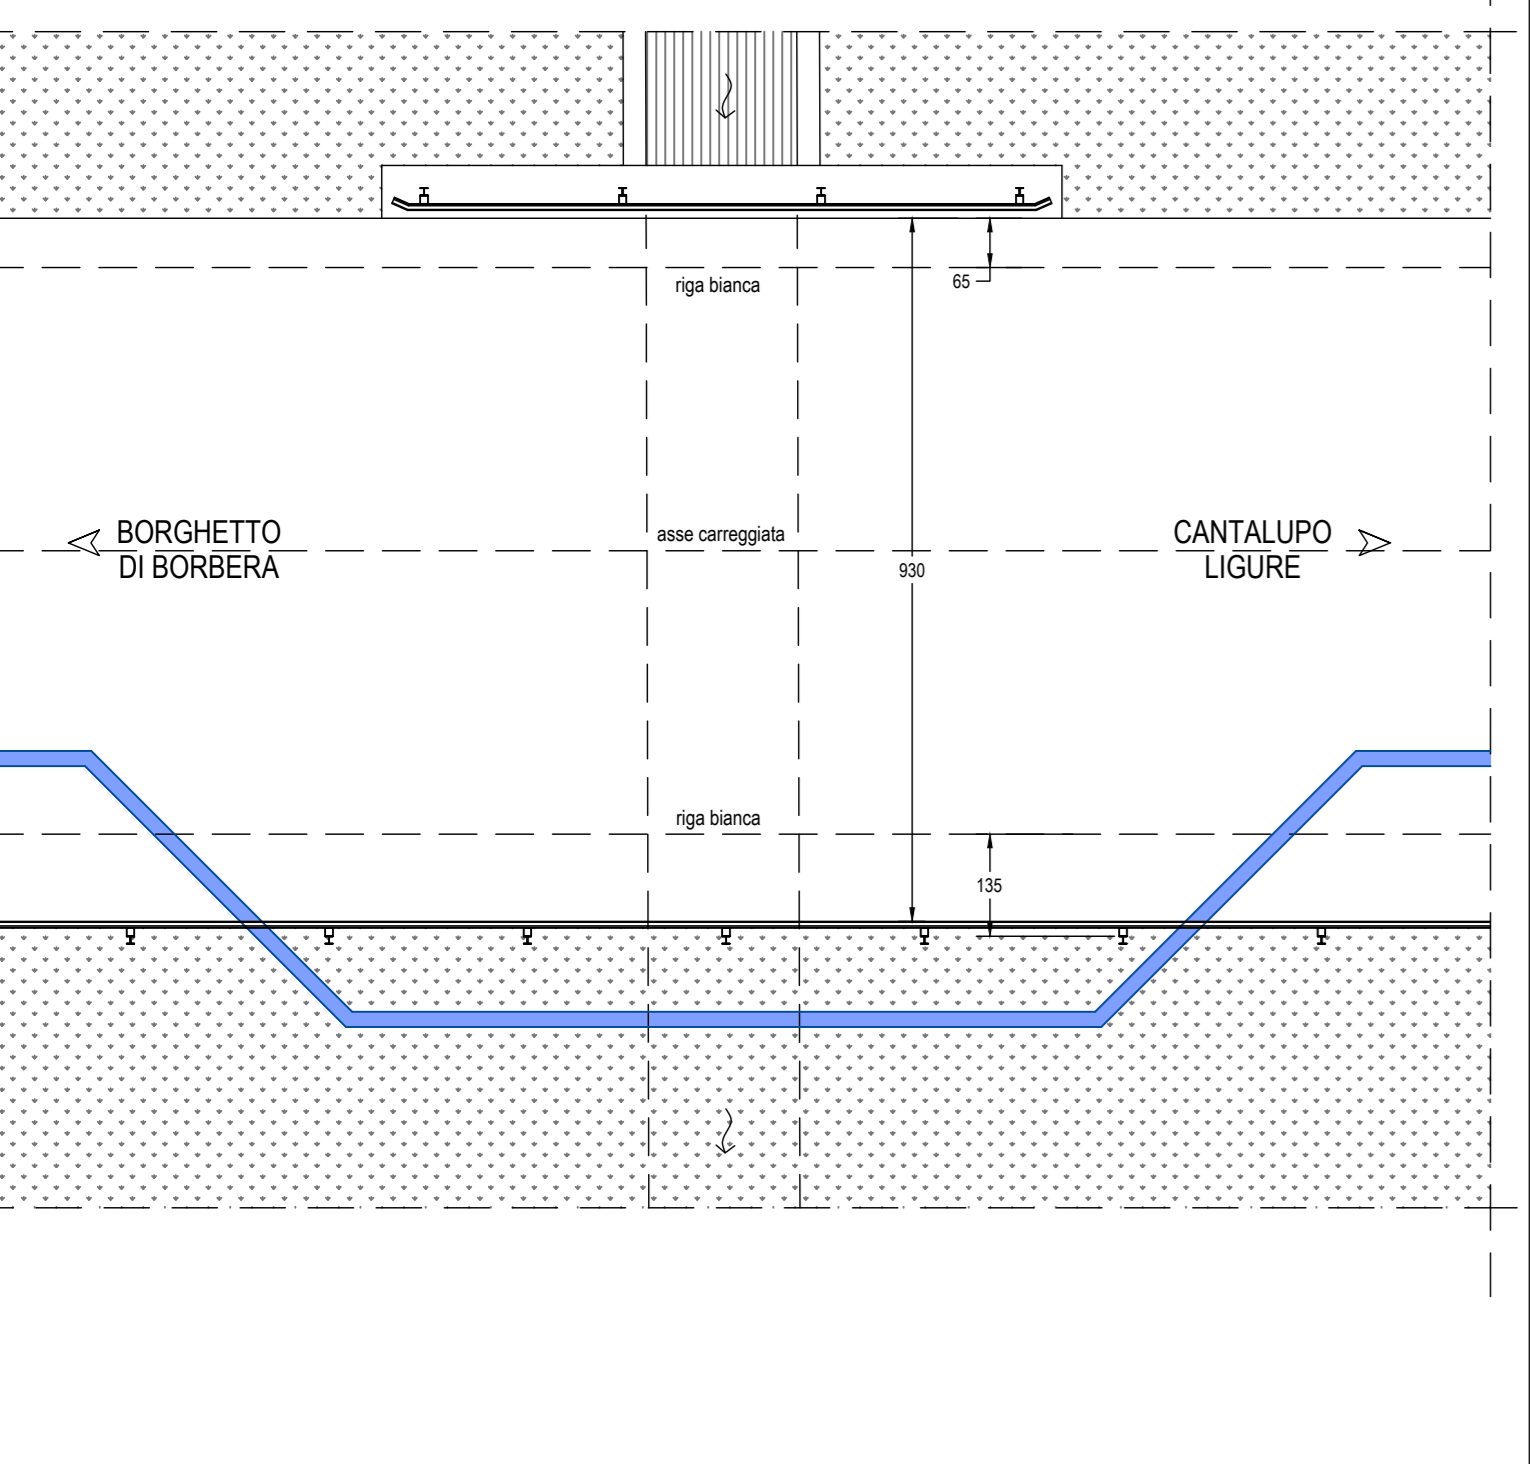 riga bianca
65
asse carreggiata
BORGHETTO
DI BORBERA
CANTALUPO
LIGURE
930
riga bianca
135